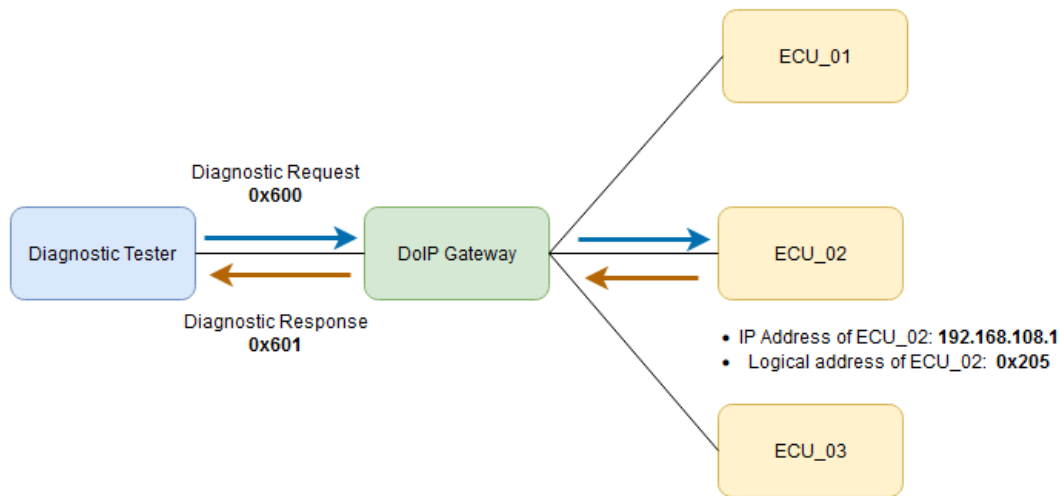 ECU_01
Diagnostic Request
0x600
Diagnostic Tester
DoIP Gateway
ECU_02
Diagnostic Response
0x601
• IP Address of ECU_02: 192.168.108.1
• Logical address of ECU_02: 0x205
ECU_03